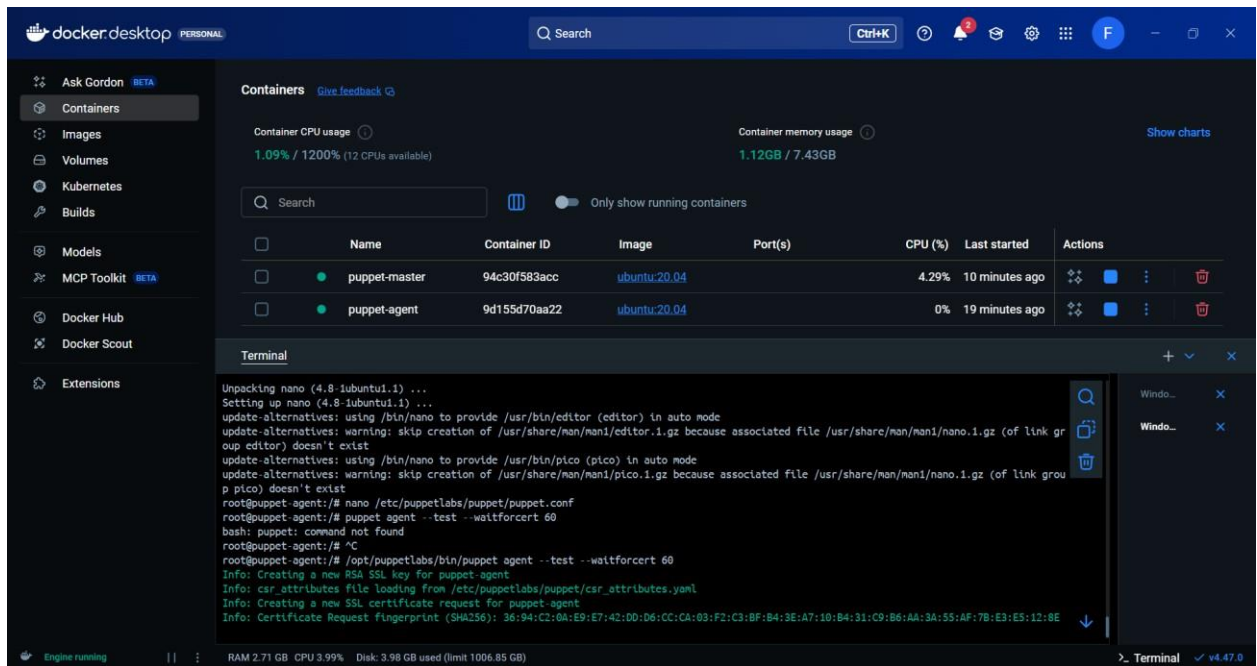 docker.desktop PERSONAL
Search
Ctrl+K
2
F
Ask Gordon BETA
Containers
Images
Volumes
Kubernetes
Builds
Models
MCP Toolkit BETA
Docker Hub
Docker Scout
Extensions
Containers Give feedback
Container CPU usage
1.09% / 1200% (12 CPUs available)
Container memory usage
1.12GB / 7.43GB
Show charts
Search
Only show running containers
Name Container ID Image Port(s) CPU (%) Last started Actions
puppet-master 94c30f583acc ubuntu:20.04 4.29% 10 minutes ago
puppet-agent 9d155d70aa22 ubuntu:20.04 0% 19 minutes ago
Terminal
Unpacking nano (4.8-1ubuntu1.1) ...
Setting up nano (4.8-1ubuntu1.1) ...
update-alternatives: using /bin/nano to provide /usr/bin/editor (editor) in auto mode
update-alternatives: warning: skip creation of /usr/share/man/man1/editor.1.gz because associated file /usr/share/man/man1/nano.1.gz (of link gr
oup editor) doesn't exist
update-alternatives: using /bin/nano to provide /usr/bin/pico (pico) in auto mode
update-alternatives: warning: skip creation of /usr/share/man/man1/pico.1.gz because associated file /usr/share/man/man1/nano.1.gz (of link grou
p pico) doesn't exist
root@puppet-agent:/# nano /etc/puppetlabs/puppet/puppet.conf
root@puppet-agent:/# puppet agent --test --waitforcert 60
bash: puppet: command not found
root@puppet-agent:/# ^C
root@puppet-agent:/# /opt/puppetlabs/bin/puppet agent --test --waitforcert 60
Info: Creating a new RSA SSL key for puppet-agent
Info: csr_attributes file loading from /etc/puppetlabs/puppet/csr_attributes.yaml
Info: Creating a new SSL certificate request for puppet-agent
Info: Certificate Request fingerprint (SHA256): 36:94:C2:0A:E9:E7:42:DD:D6:CC:CA:03:F2:C3:BF:B4:3E:A7:10:B4:31:C9:B6:AA:3A:55:AF:7B:E3:E5:12:8E
Windo...
Windo...
Engine running
RAM 2.71 GB CPU 3.99% Disk: 3.98 GB used (limit 1006.85 GB)
Terminal v4.47.0